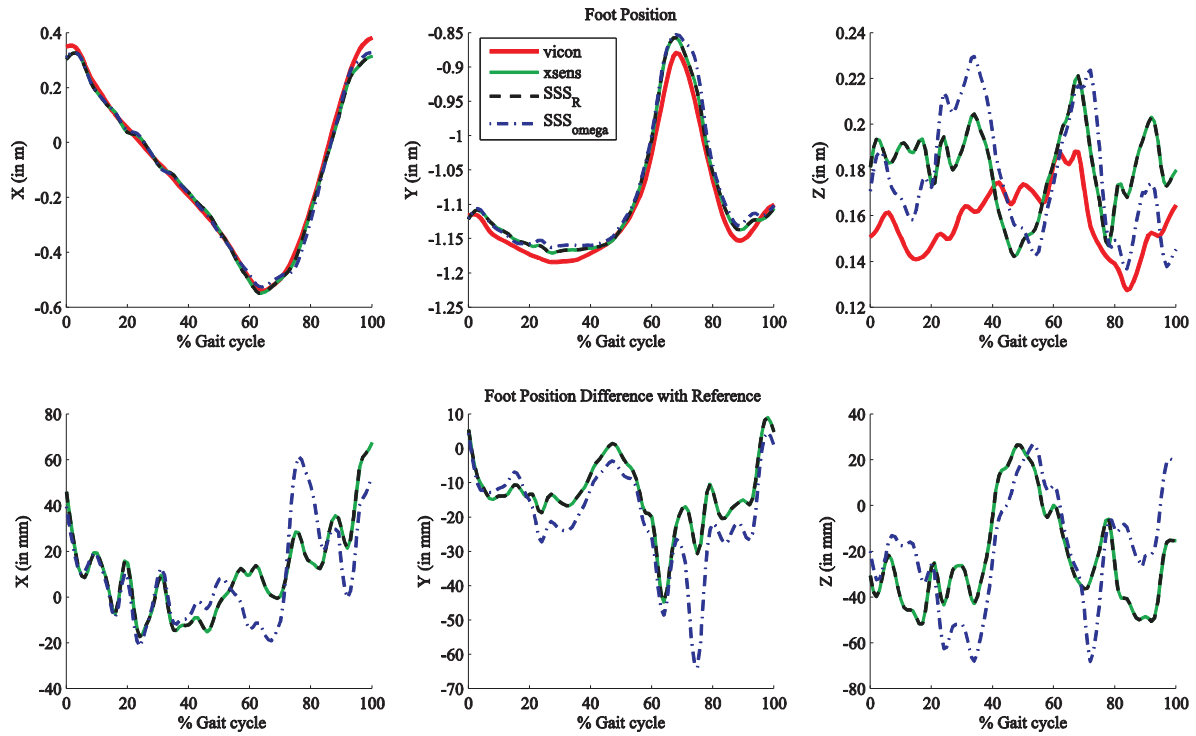 Foot Position
0.4
0.2
0
-0.2
-0.4
-0.6
X (in m)
0 20 40 60 80 100
% Gait cycle
-0.85
-0.9
-0.95
-1
-1.05
-1.1
-1.15
-1.2
-1.25
Y (in m)
vicon
xsens
SSS_R
SSS_omega
0 20 40 60 80 100
% Gait cycle
0.24
0.22
0.2
0.18
0.16
0.14
0.12
Z (in m)
0 20 40 60 80 100
% Gait cycle
Foot Position Difference with Reference
80
60
40
20
0
-20
-40
X (in mm)
0 20 40 60 80 100
% Gait cycle
10
0
-10
-20
-30
-40
-50
-60
-70
Y (in mm)
0 20 40 60 80 100
% Gait cycle
40
20
0
-20
-40
-60
-80
Z (in mm)
0 20 40 60 80 100
% Gait cycle